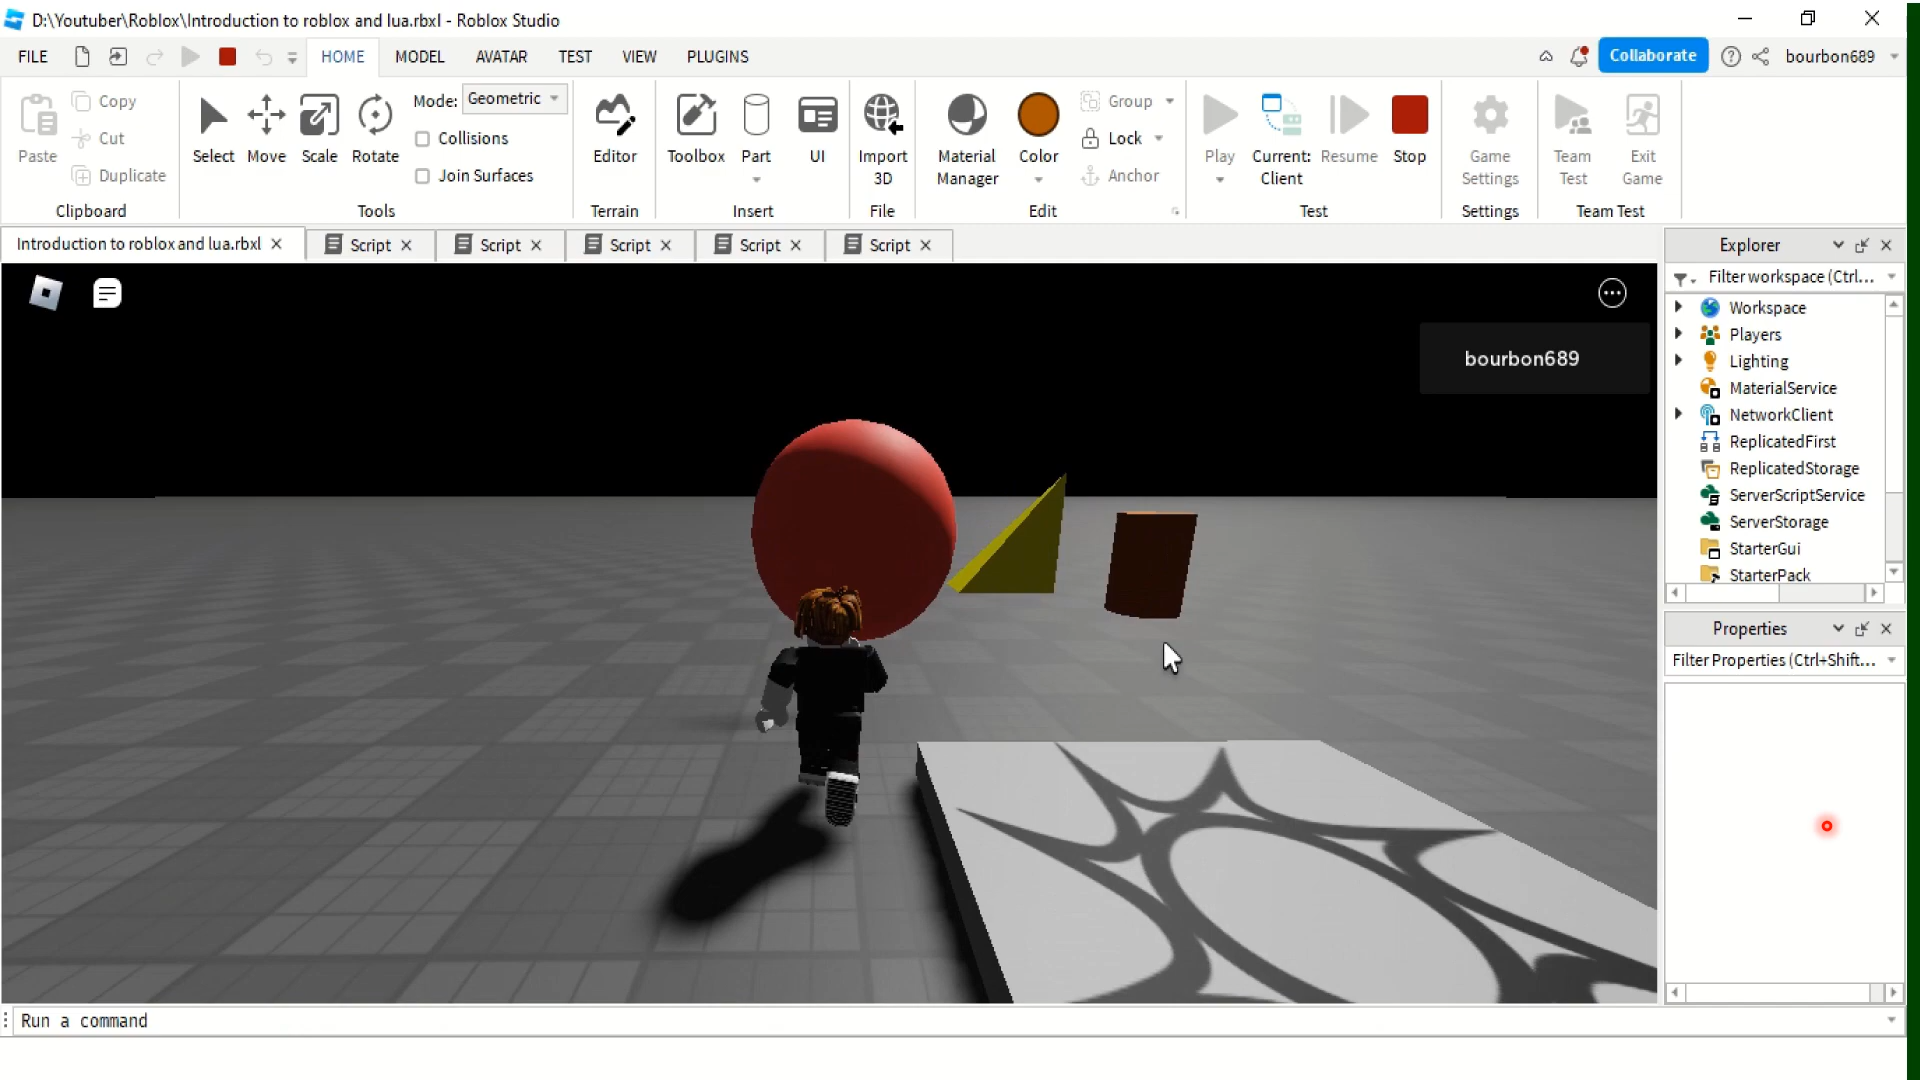 D:\Youtuber\Roblox\Introduction to roblox and lua.rbxl - Roblox Studio
FILE HOME MODEL AVATAR TEST VIEW PLUGINS Collaborate bourbon689
Paste Copy Cut Duplicate
Clipboard
Select Move Scale Rotate
Mode: Geometric
Collisions
Join Surfaces
Tools
Editor
Terrain
Toolbox Part UI
Insert
Import 3D
File
Material Manager Color
Group
Lock
Anchor
Edit
Play Current: Client Resume Stop
Test
Game Settings
Settings
Team Test Exit Game
Team Test
Introduction to roblox and lua.rbxl Script Script Script Script Script
bourbon689
Explorer
Filter workspace (Ctrl...
Workspace
Players
Lighting
MaterialService
NetworkClient
ReplicatedFirst
ReplicatedStorage
ServerScriptService
ServerStorage
StarterGui
StarterPack
Properties
Filter Properties (Ctrl+Shift...
Run a command